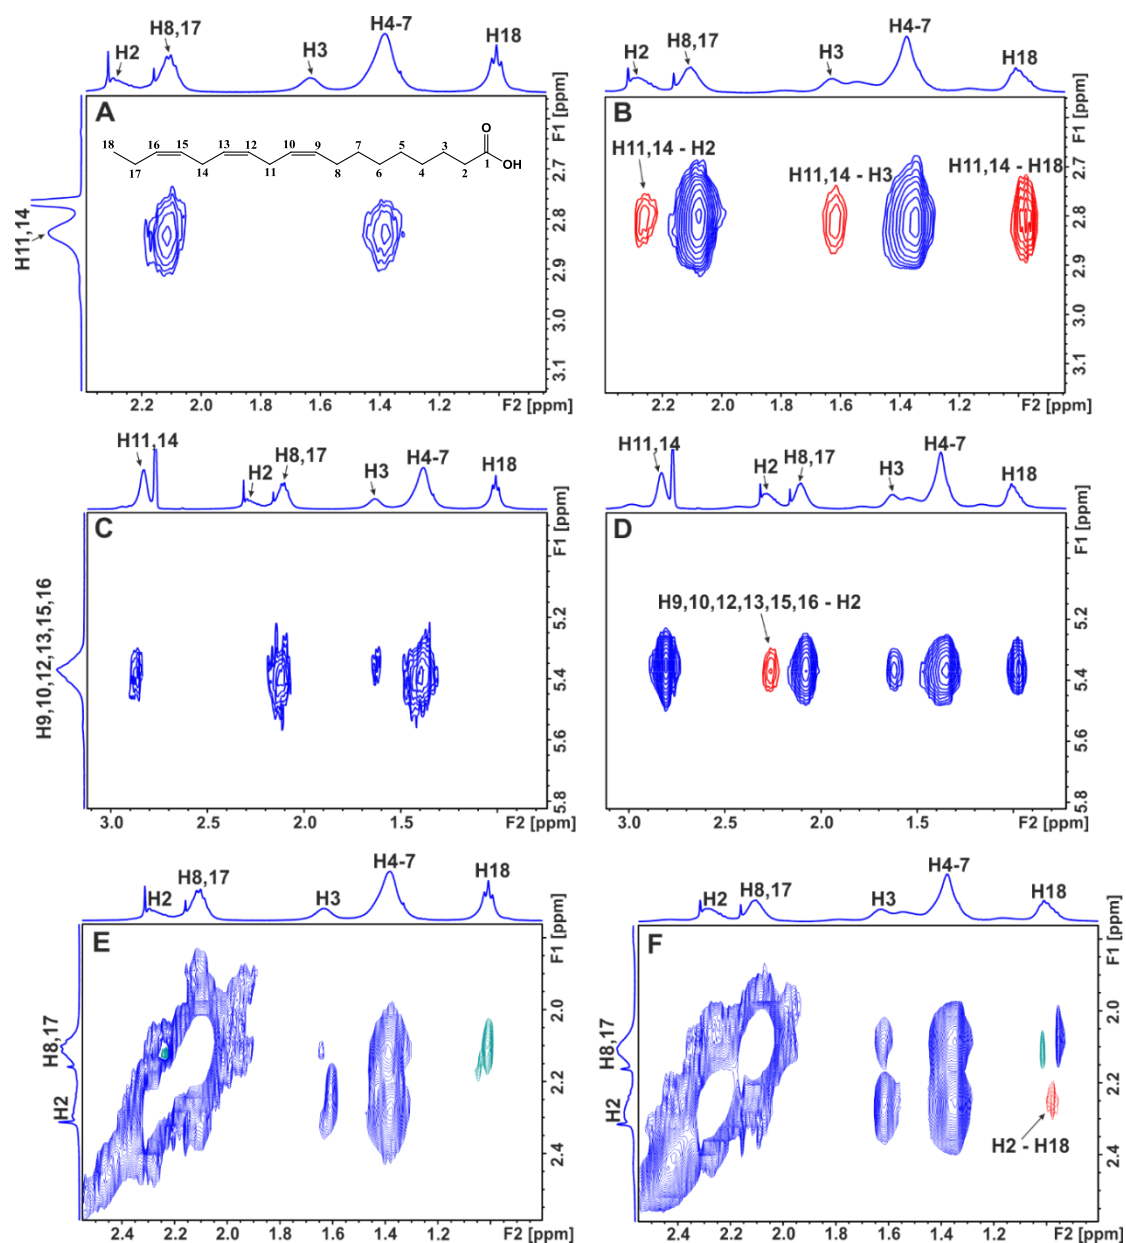 H2
H8,17
H3
H4-7
H18
A
18
16
15
13
12
10
9
7
5
3
O
1
OH
17
14
11
8
6
4
2
H11,14
F1 [ppm]
2.7
2.8
2.9
3.0
3.1
2.2
2.0
1.6
1.4
1.2
F2 [ppm]
H2
H8,17
H3
H4-7
H18
B
H11,14 - H2
H11,14 - H3
H11,14 - H18
F1 [ppm]
2.7
2.8
2.9
3.0
3.1
2.2
2.0
1.6
1.4
1.2
F2 [ppm]
H11,14
H2
H8,17
H3
H4-7
H18
C
H9,10,12,13,15,16
F1 [ppm]
5.2
5.4
5.6
5.8
3.0
2.5
2.0
1.5
F2 [ppm]
H11,14
H2
H8,17
H3
H4-7
H18
D
H9,10,12,13,15,16 - H2
F1 [ppm]
5.2
5.4
5.6
5.8
3.0
2.5
2.0
1.5
F2 [ppm]
H2
H8,17
H3
H4-7
H18
E
H8,17
H2
F1 [ppm]
2.0
2.2
2.4
2.4
2.2
2.0
1.6
1.4
1.2
F2 [ppm]
H2
H8,17
H3
H4-7
H18
F
H8,17
H2
H2 - H18
F1 [ppm]
2.0
2.2
2.4
2.4
2.2
2.0
1.6
1.4
1.2
F2 [ppm]